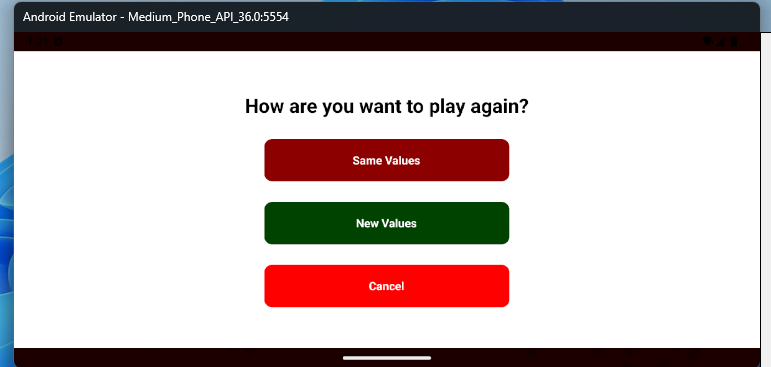 Android Emulator - Medium_Phone_API_36.0:5554
How are you want to play again?
Same Values
New Values
Cancel